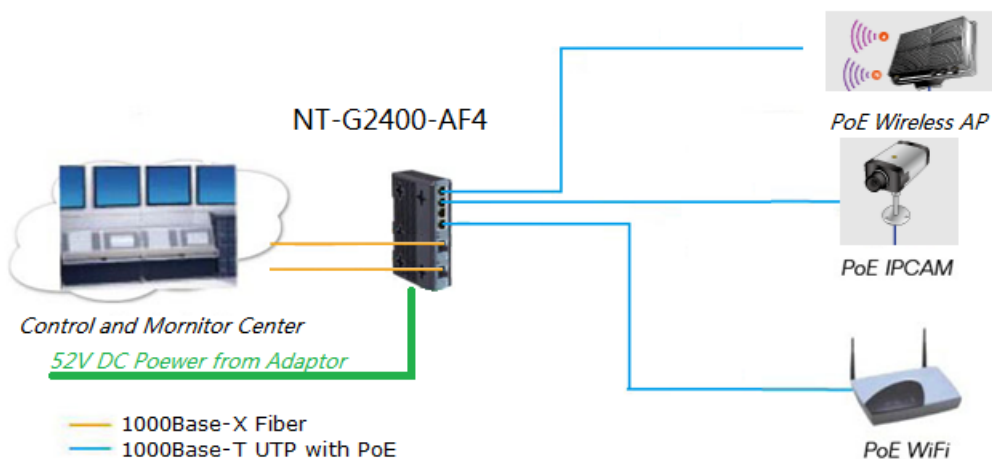 NT-G2400-AF4
PoE Wireless AP
PoE IPCAM
Control and Mornitor Center
52V DC Poewer from Adaptor
1000Base-X Fiber
1000Base-T UTP with PoE
PoE WiFi